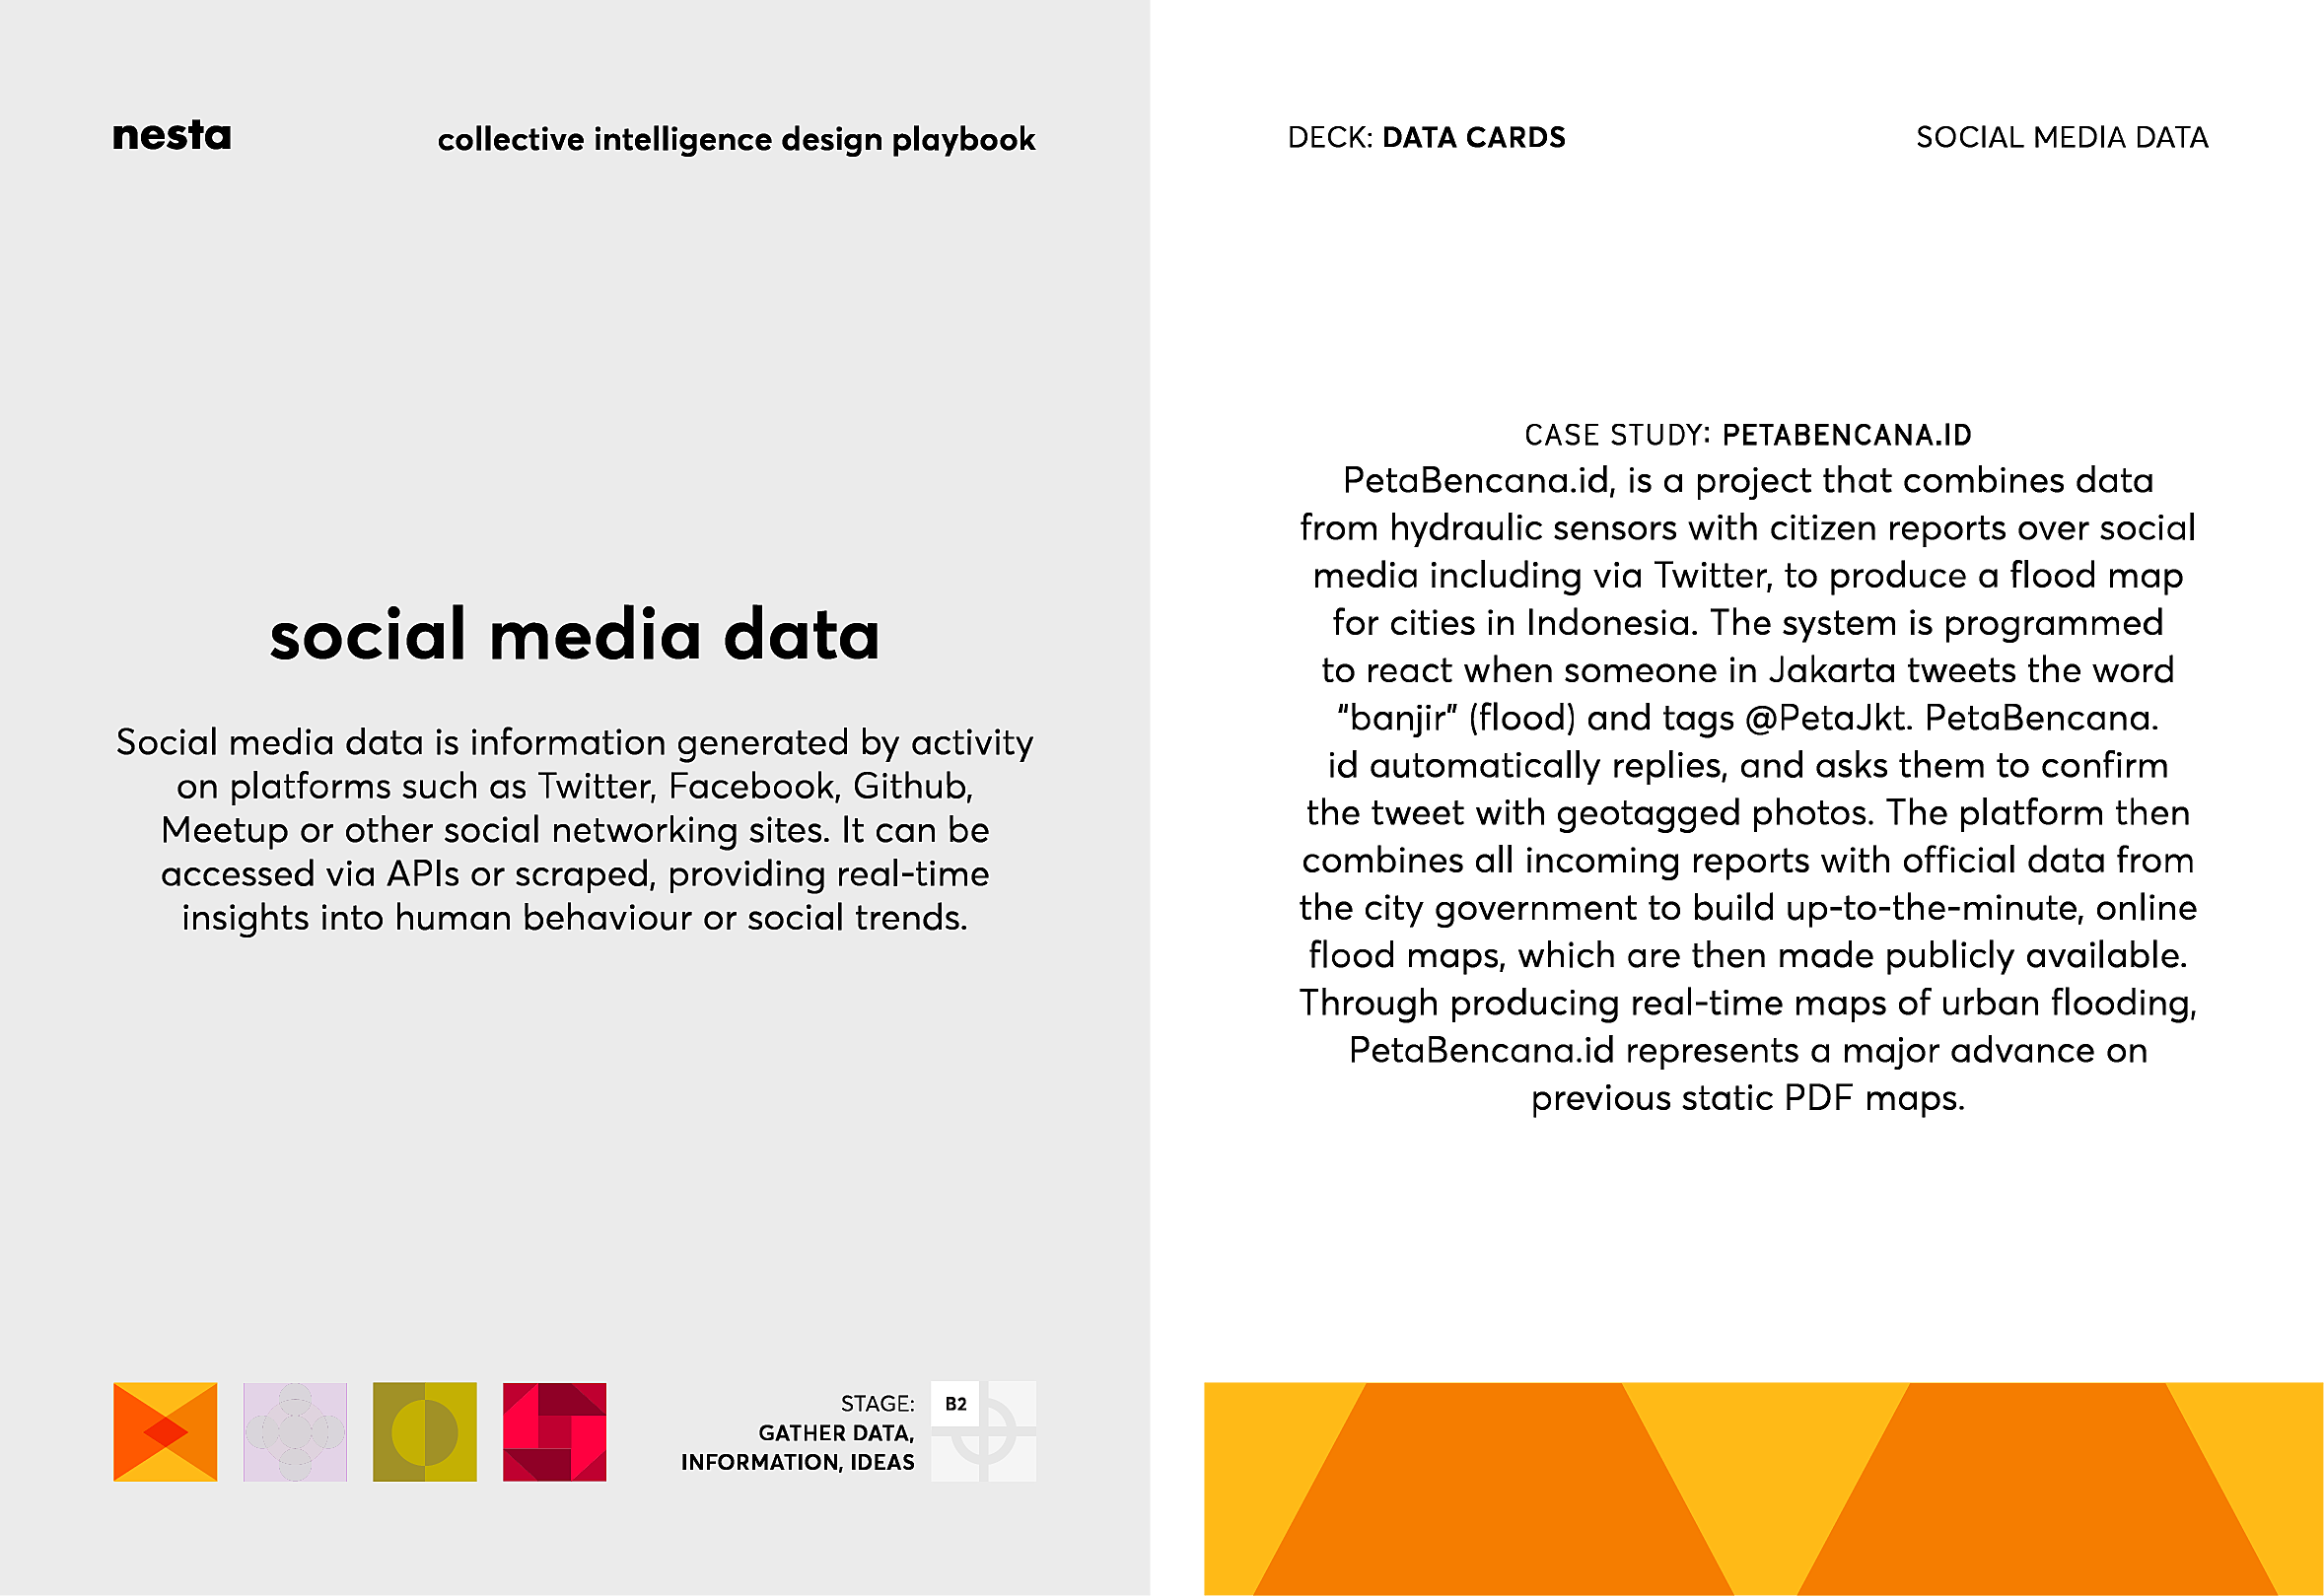 nesta
collective intelligence design playbook
social media data
Social media data is information generated by activity
on platforms such as Twitter, Facebook, Github,
Meetup or other social networking sites. It can be
accessed via APIs or scraped, providing real-time
insights into human behaviour or social trends.
STAGE:
GATHER DATA,
INFORMATION, IDEAS
B2
DECK: DATA CARDS
SOCIAL MEDIA DATA
CASE STUDY: PETABENCANA.ID
PetaBencana.id, is a project that combines data
from hydraulic sensors with citizen reports over social
media including via Twitter, to produce a flood map
for cities in Indonesia. The system is programmed
to react when someone in Jakarta tweets the word
"banjir" (flood) and tags @PetaJkt. PetaBencana.
id automatically replies, and asks them to confirm
the tweet with geotagged photos. The platform then
combines all incoming reports with official data from
the city government to build up-to-the-minute, online
flood maps, which are then made publicly available.
Through producing real-time maps of urban flooding,
PetaBencana.id represents a major advance on
previous static PDF maps.